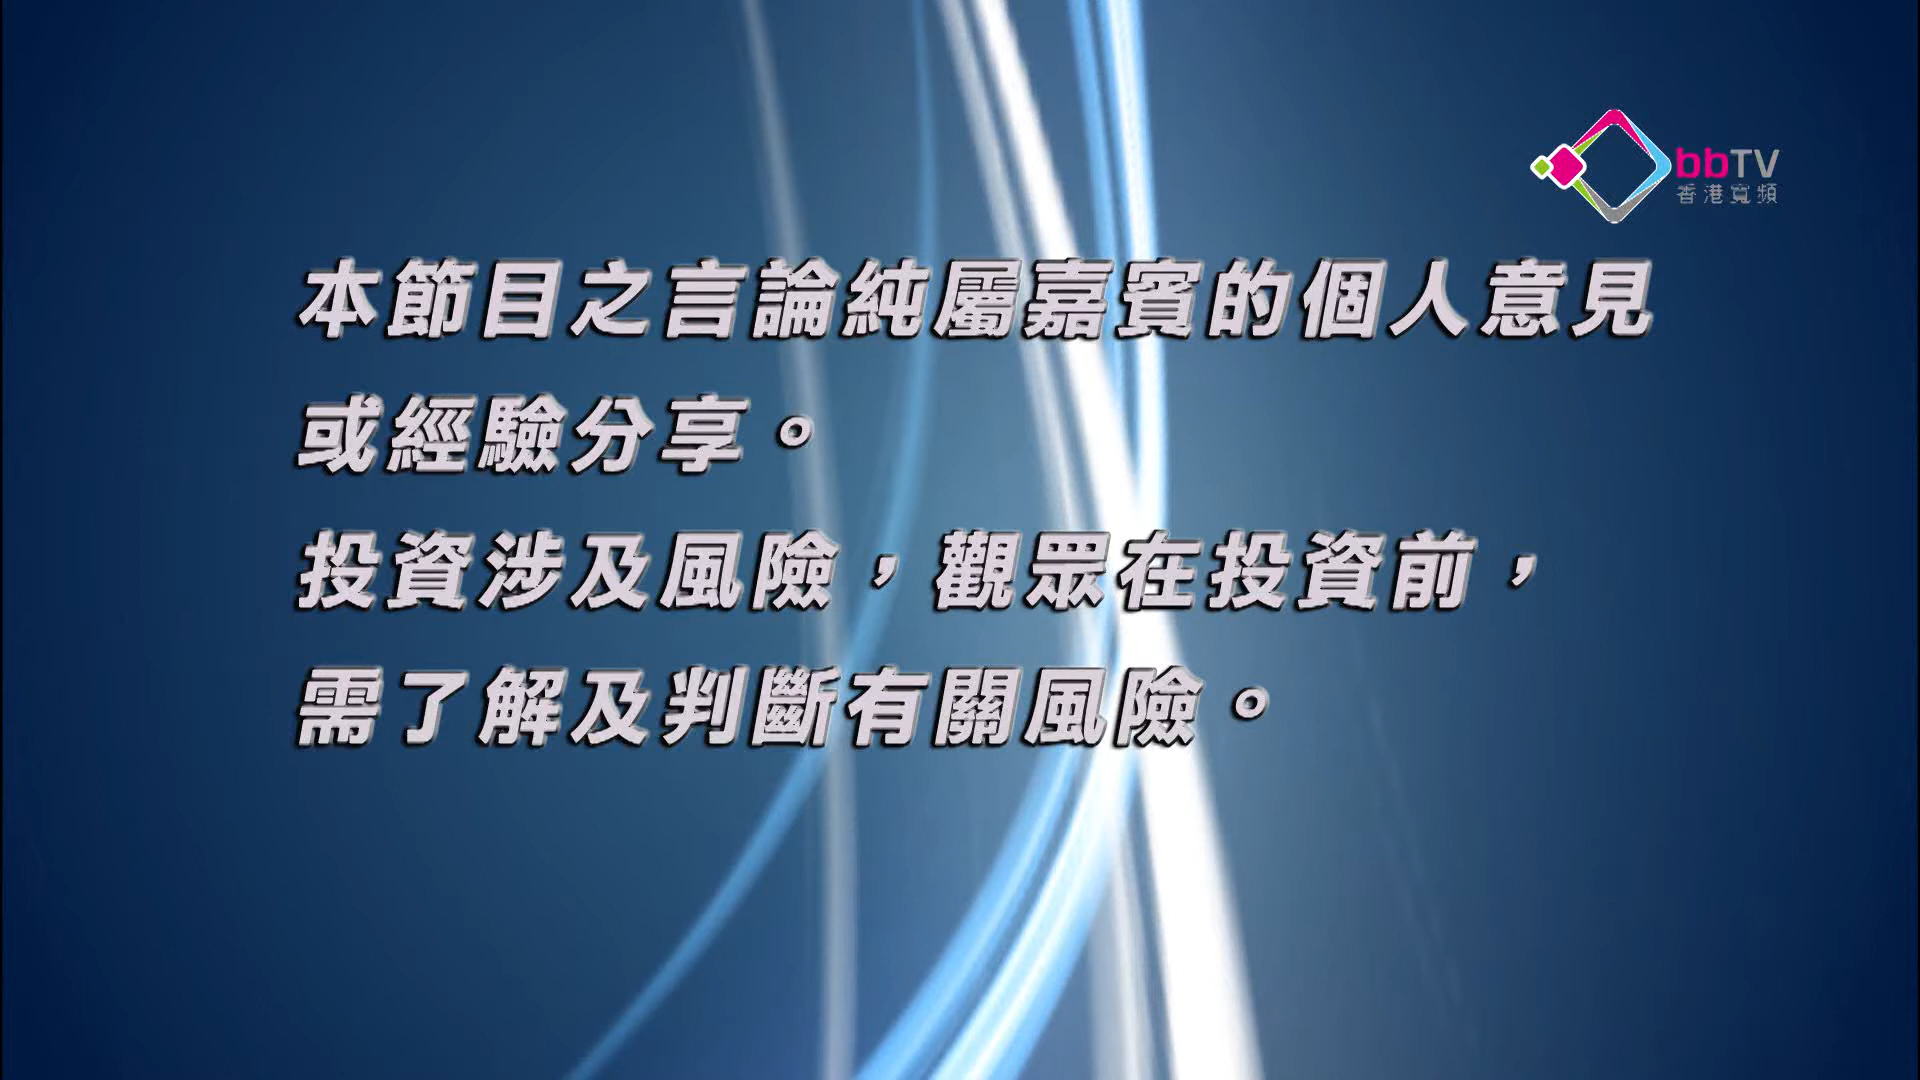 bbTV
香港寬頻
本節目之言論純屬嘉賓的個人意見
或經驗分享。
投資涉及風險，觀眾在投資前，
需了解及判斷有關風險。